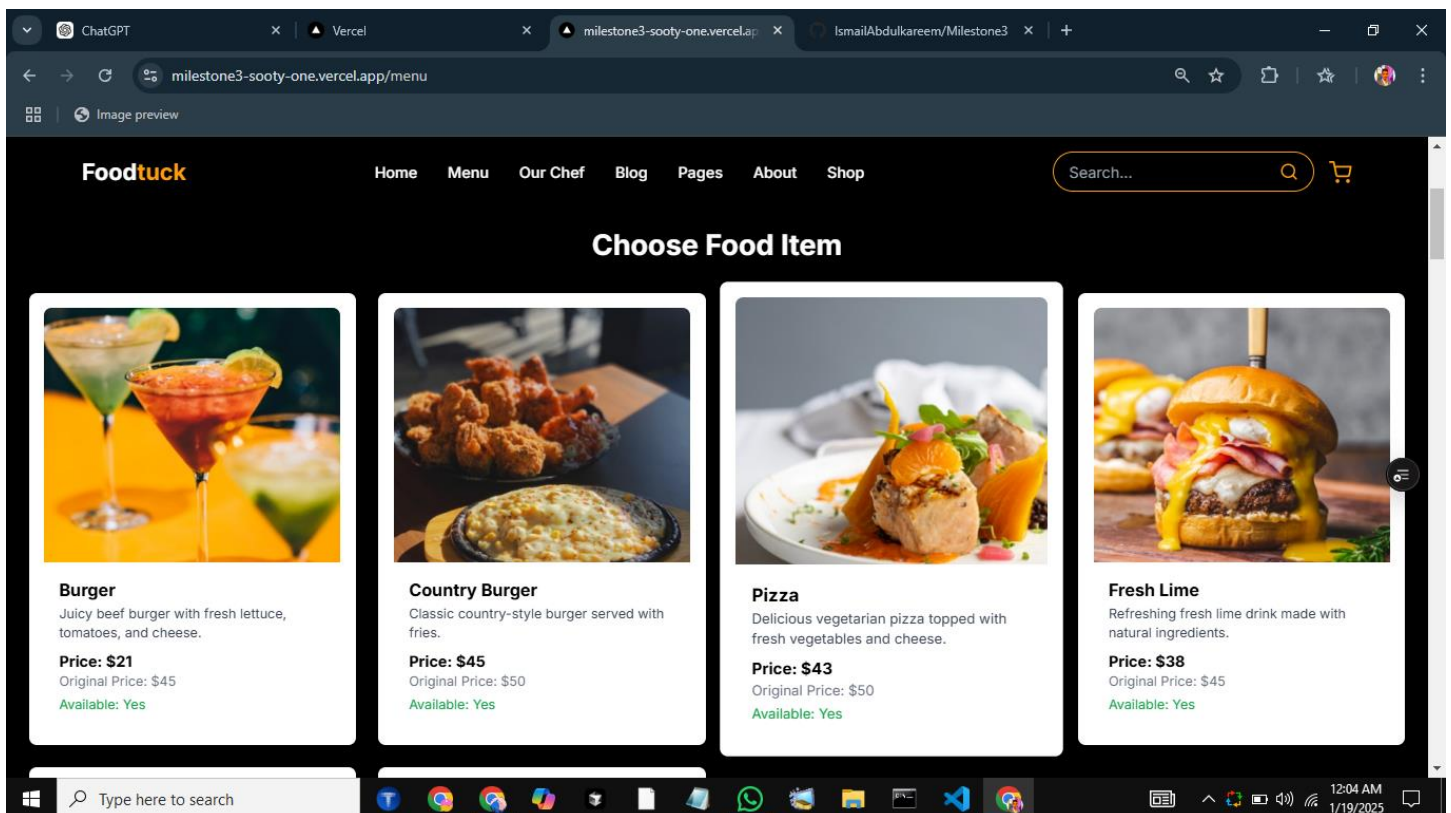 ChatGPT
Vercel
milestone3-sooty-one.vercel.ap
IsmailAbdulkareem/Milestone3
milestone3-sooty-one.vercel.app/menu
Image preview
Foodtuck
Home Menu Our Chef Blog Pages About Shop
Search...
Choose Food Item
Burger
Juicy beef burger with fresh lettuce,
tomatoes, and cheese.
Price: $21
Original Price: $45
Available: Yes
Country Burger
Classic country-style burger served with
fries.
Price: $45
Original Price: $50
Available: Yes
Pizza
Delicious vegetarian pizza topped with
fresh vegetables and cheese.
Price: $43
Original Price: $50
Available: Yes
Fresh Lime
Refreshing fresh lime drink made with
natural ingredients.
Price: $38
Original Price: $45
Available: Yes
Type here to search
12:04 AM
1/19/2025